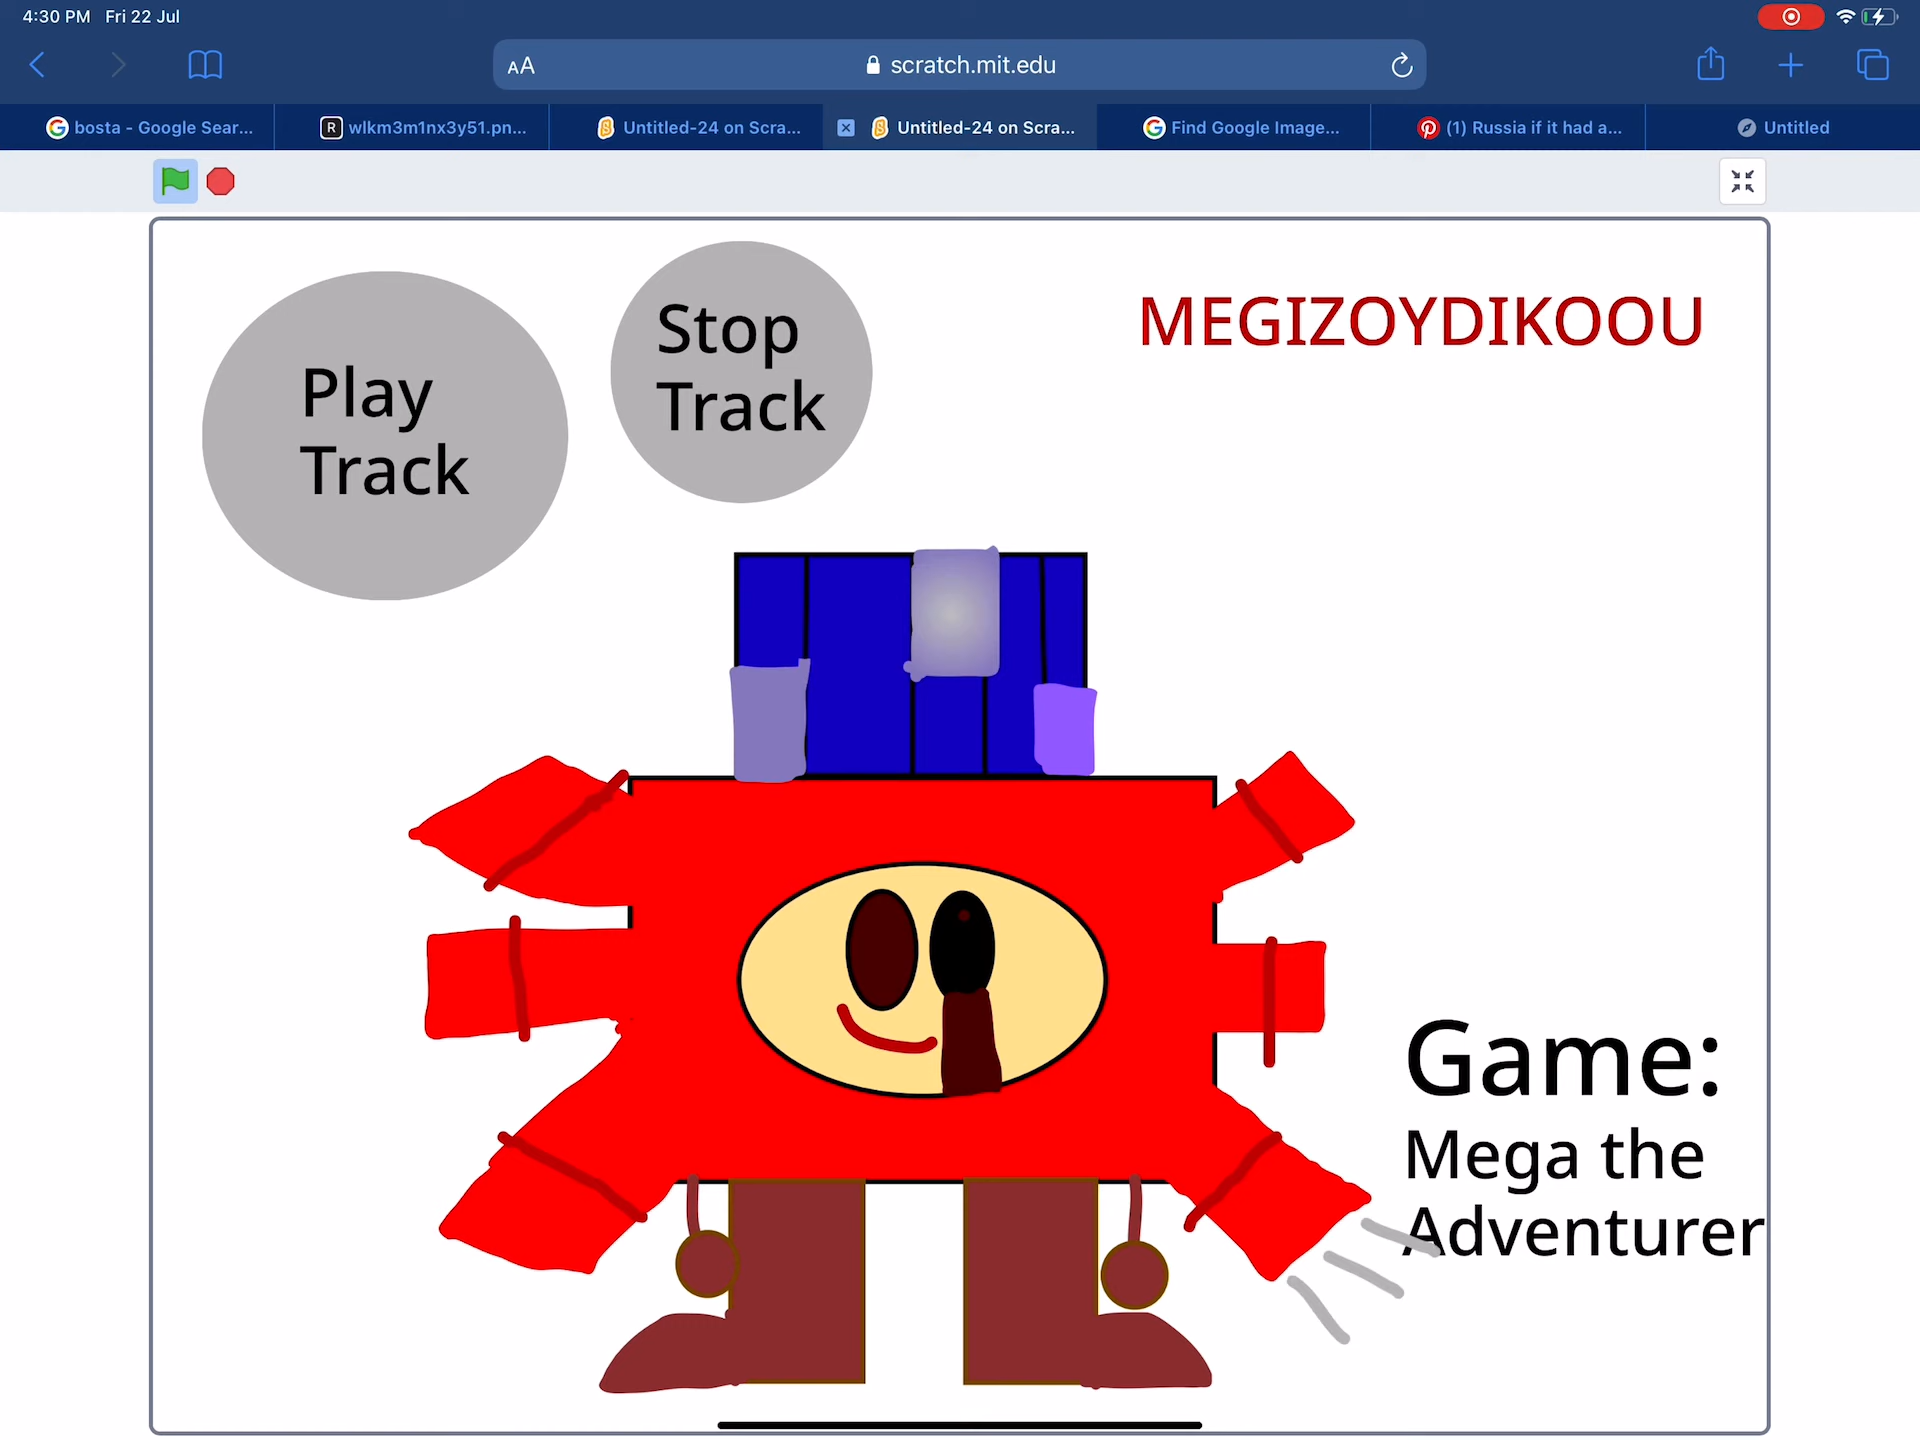 4:30 PM Fri 22 Jul
AA scratch.mit.edu
bosta - Google Sear...
wlkm3m1nx3y51.pn...
Untitled-24 on Scra...
Untitled-24 on Scra...
Find Google Image...
(1) Russia if it had a...
Untitled
Play
Track
Stop
Track
MEGIZOYDIKOOU
Game:
Mega the
Adventurer